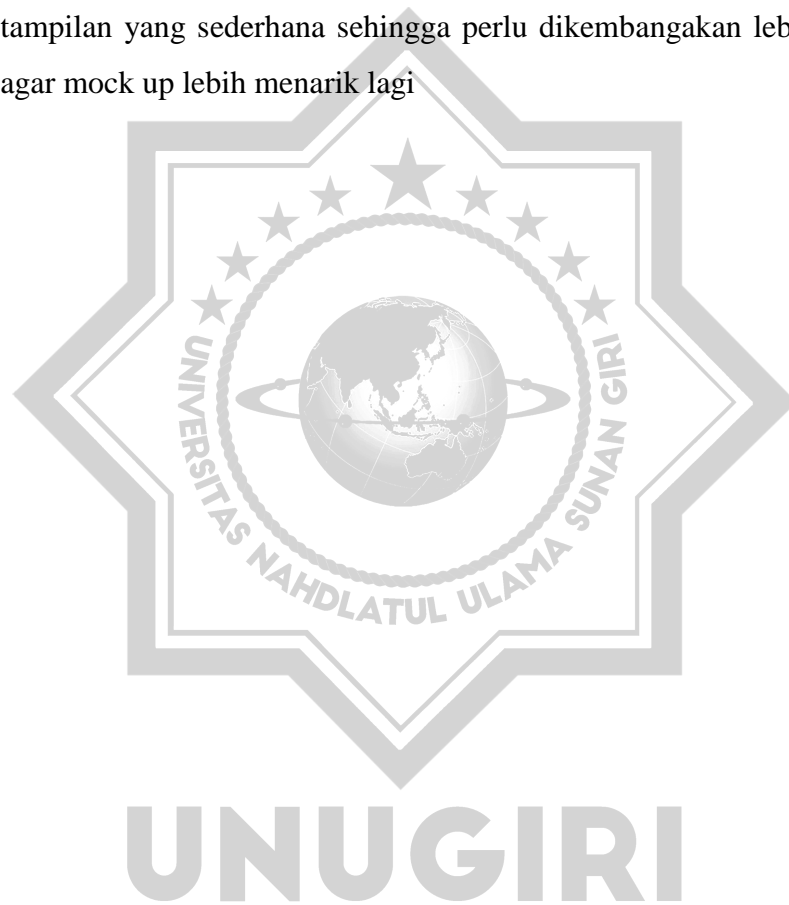 tampilan yang sederhana sehingga perlu dikembangakan leb
agar mock up lebih menarik lagi
UNIVERSITAS NAHDLATUL ULAMA SUNAN GIRI
UNUGIRI